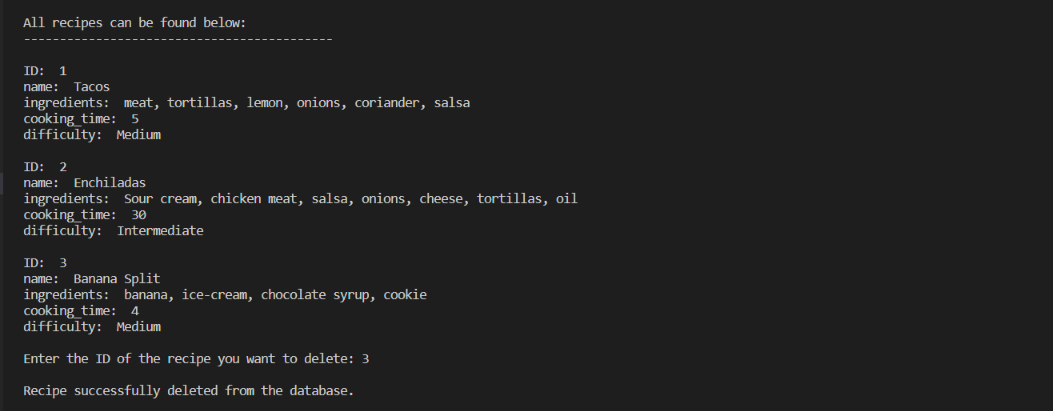 All recipes can be found below:
-------------------------------------------
ID:  1
name:  Tacos
ingredients:  meat, tortillas, lemon, onions, coriander, salsa
cooking_time:  5
difficulty:  Medium
ID:  2
name:  Enchiladas
ingredients:  Sour cream, chicken meat, salsa, onions, cheese, tortillas, oil
cooking_time:  30
difficulty:  Intermediate
ID:  3
name:  Banana Split
ingredients:  banana, ice-cream, chocolate syrup, cookie
cooking_time:  4
difficulty:  Medium
Enter the ID of the recipe you want to delete: 3
Recipe successfully deleted from the database.